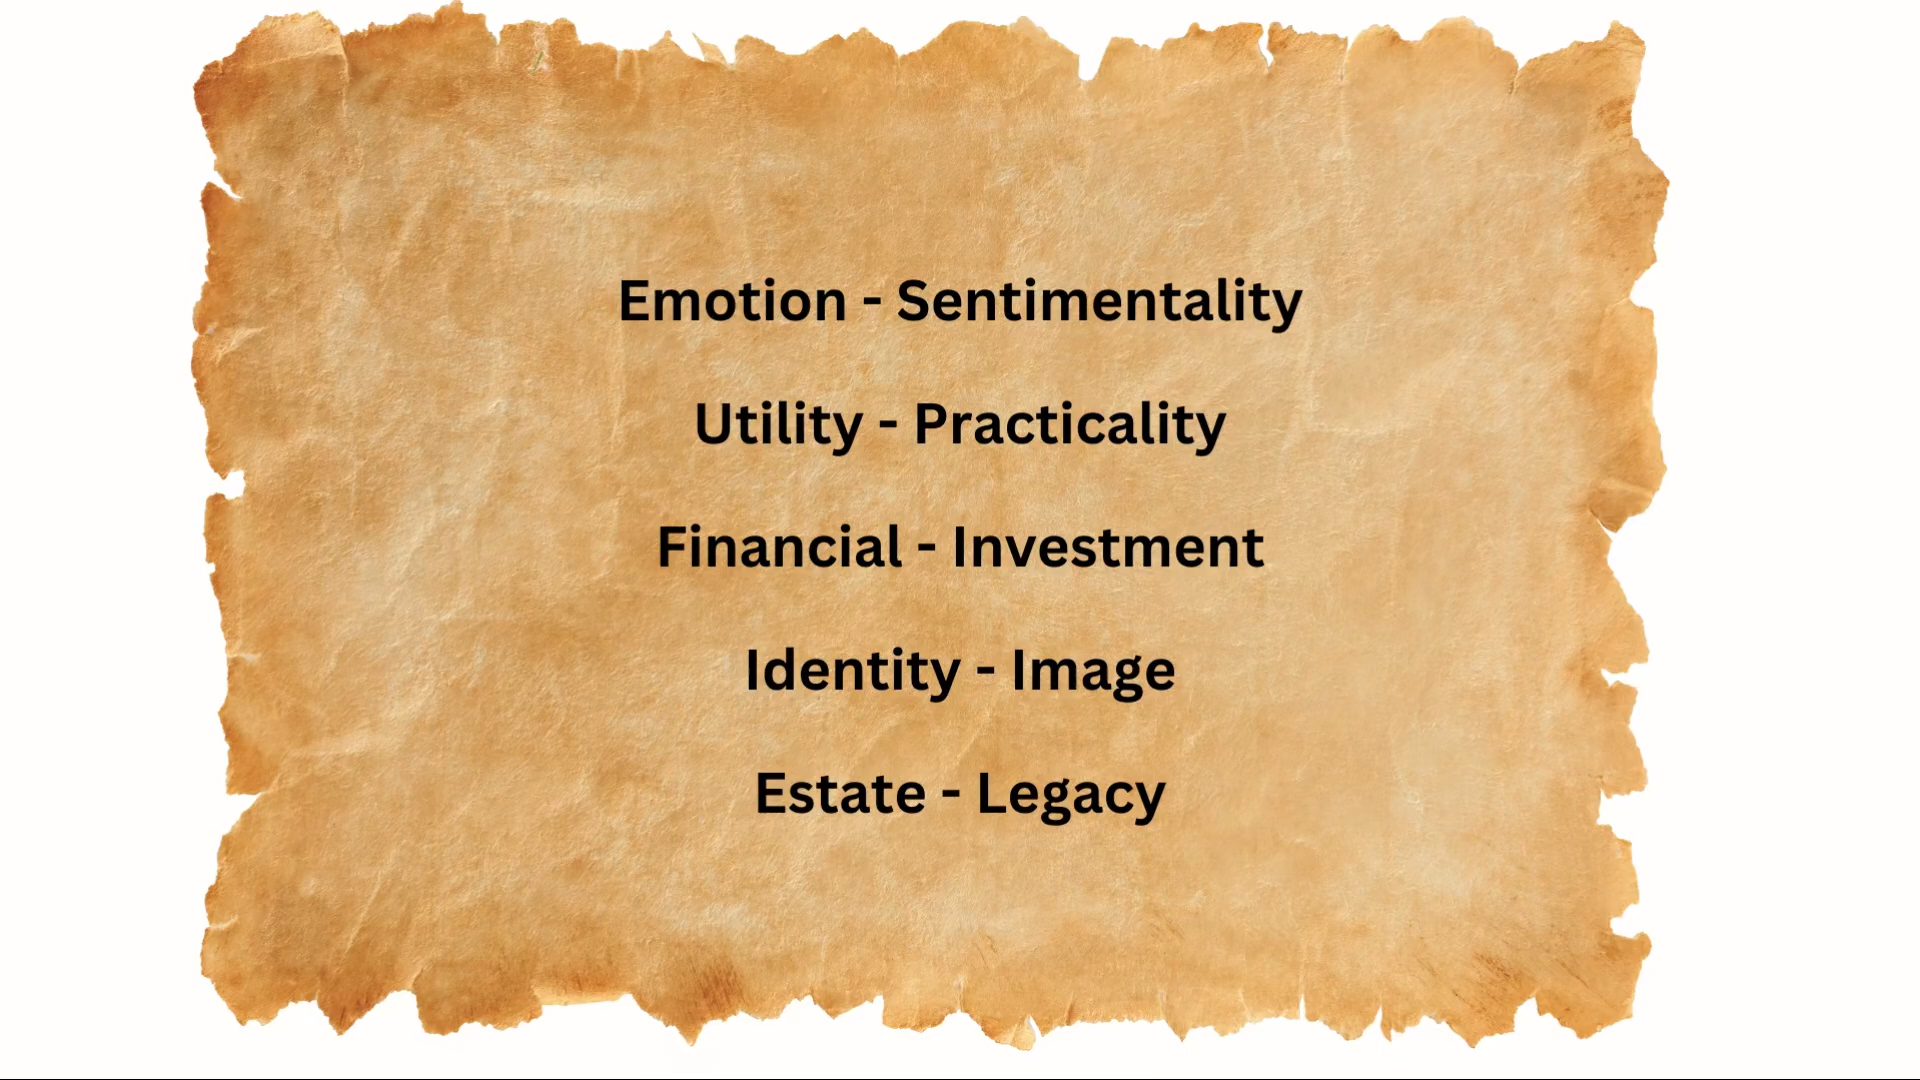 Emotion - Sentimentality
Utility - Practicality
Financial - Investment
Identity - Image
Estate - Legacy